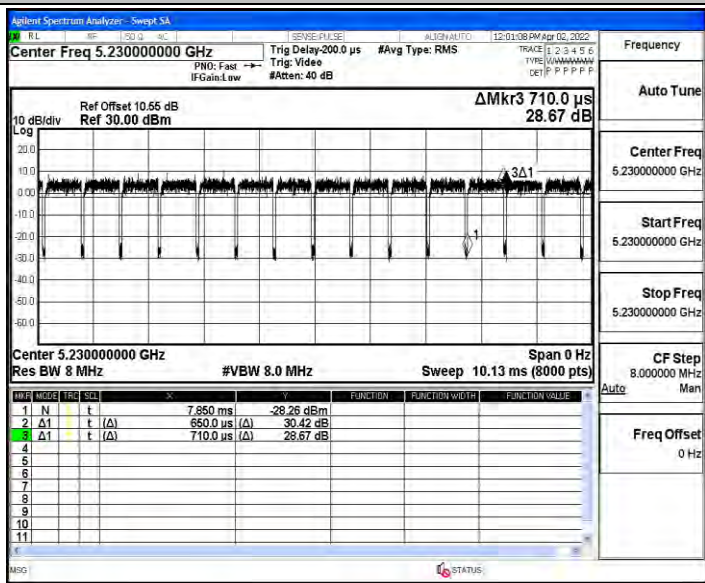 Agilent Spectrum Analyzer - Swept SA
RL RF 50 Ω AC SENSE:PULSE ALIGN AUTO 12:01:08 PM Apr 02, 2022
Center Freq 5.230000000 GHz
Trig Delay-200.0 µs #Avg Type: RMS
TRACE 1 2 3 4 5 6
PNO: Fast Trig: Video
TYPE
IFGain:Low #Atten: 40 dB
DET P P P P P P
ΔMkr3 710.0 µs
28.67 dB
Ref Offset 10.55 dB
10 dB/div Ref 30.00 dBm
Log
20.0
10.0
0.00
-10.0
-20.0
-30.0
-40.0
-50.0
-60.0
3Δ1
1
Center 5.230000000 GHz Span 0 Hz
Res BW 8 MHz #VBW 8.0 MHz Sweep 10.13 ms (8000 pts)
MKR MODE TRC SCL X Y FUNCTION FUNCTION WIDTH FUNCTION VALUE
1 N t 7.850 ms -28.26 dBm
2 Δ1 t (Δ) 650.0 µs (Δ) 30.42 dB
3 Δ1 t (Δ) 710.0 µs (Δ) 28.67 dB
4
5
6
7
8
9
10
11
MSG STATUS
Frequency
Auto Tune
Center Freq
5.230000000 GHz
Start Freq
5.230000000 GHz
Stop Freq
5.230000000 GHz
CF Step
8.000000 MHz
Auto Man
Freq Offset
0 Hz